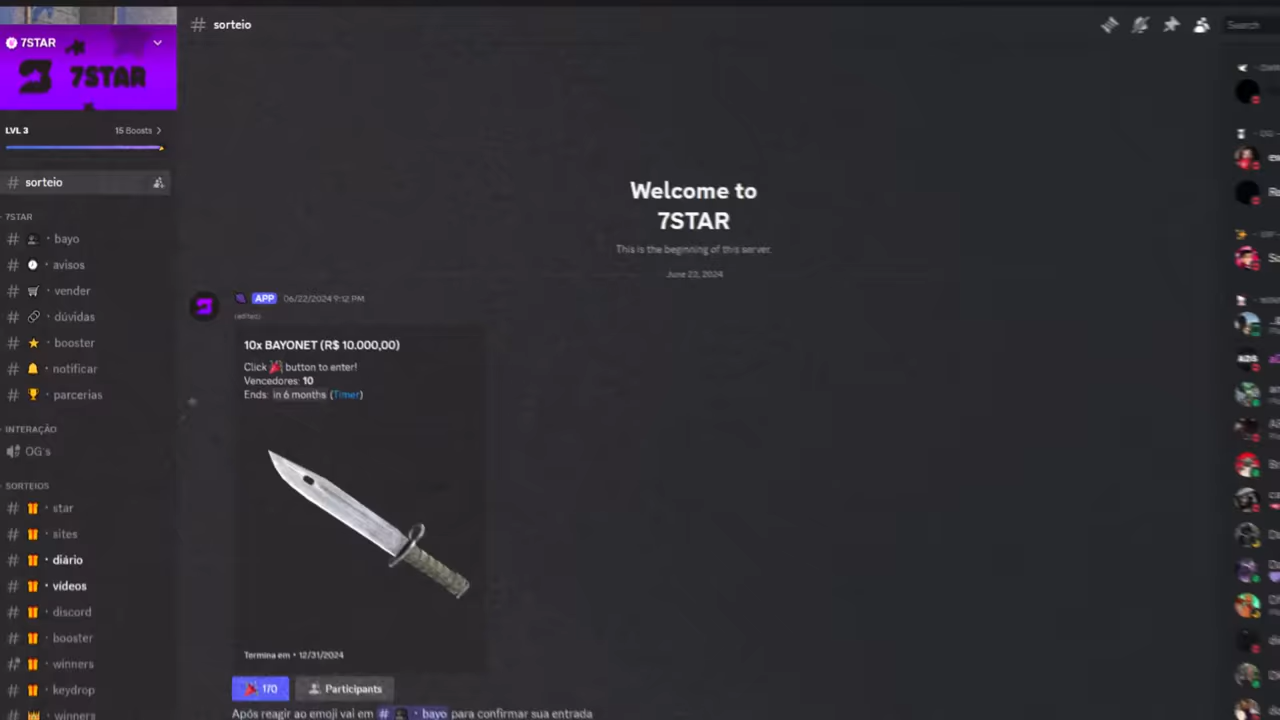 7STAR
7STAR
LVL 3
15 Boosts
sorteio
7STAR
bayo
avisos
vender
dúvidas
booster
notificar
parcerias
INTERAÇÃO
OG's
SORTEIOS
star
sites
diário
vídeos
discord
booster
winners
keydrop
winners
sorteio
Search
Welcome to
7STAR
This is the beginning of this server.
June 22, 2024
APP 06/22/2024 9:12 PM
(edited)
10x BAYONET (R$ 10.000,00)
Click button to enter!
Vencedores: 10
Ends: in 6 months (Timer)
Termina em • 12/31/2024
170
Participants
Após reagir ao emoji vai em # bayo para confirmar sua entrada